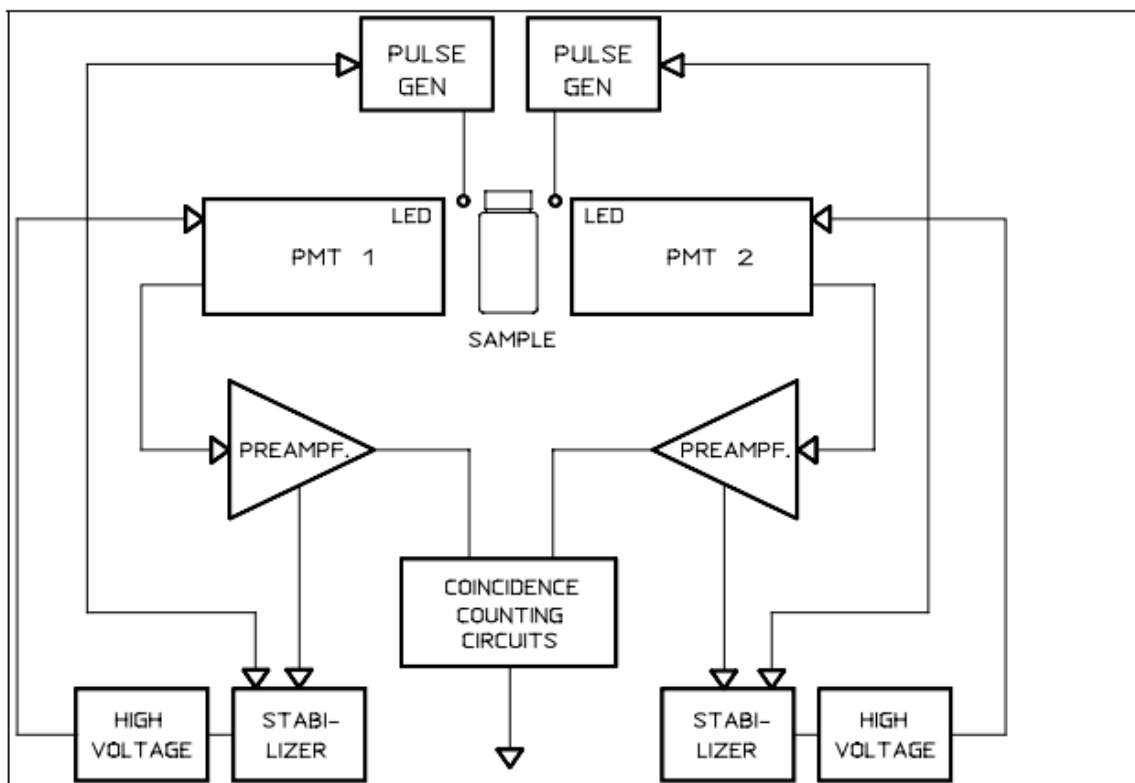 PULSE
GEN
PULSE
GEN
LED
PMT 1
LED
PMT 2
SAMPLE
PREAMPF.
PREAMPF.
COINCIDENCE
COUNTING
CIRCUITS
HIGH
VOLTAGE
STABI-
LIZER
STABI-
LIZER
HIGH
VOLTAGE